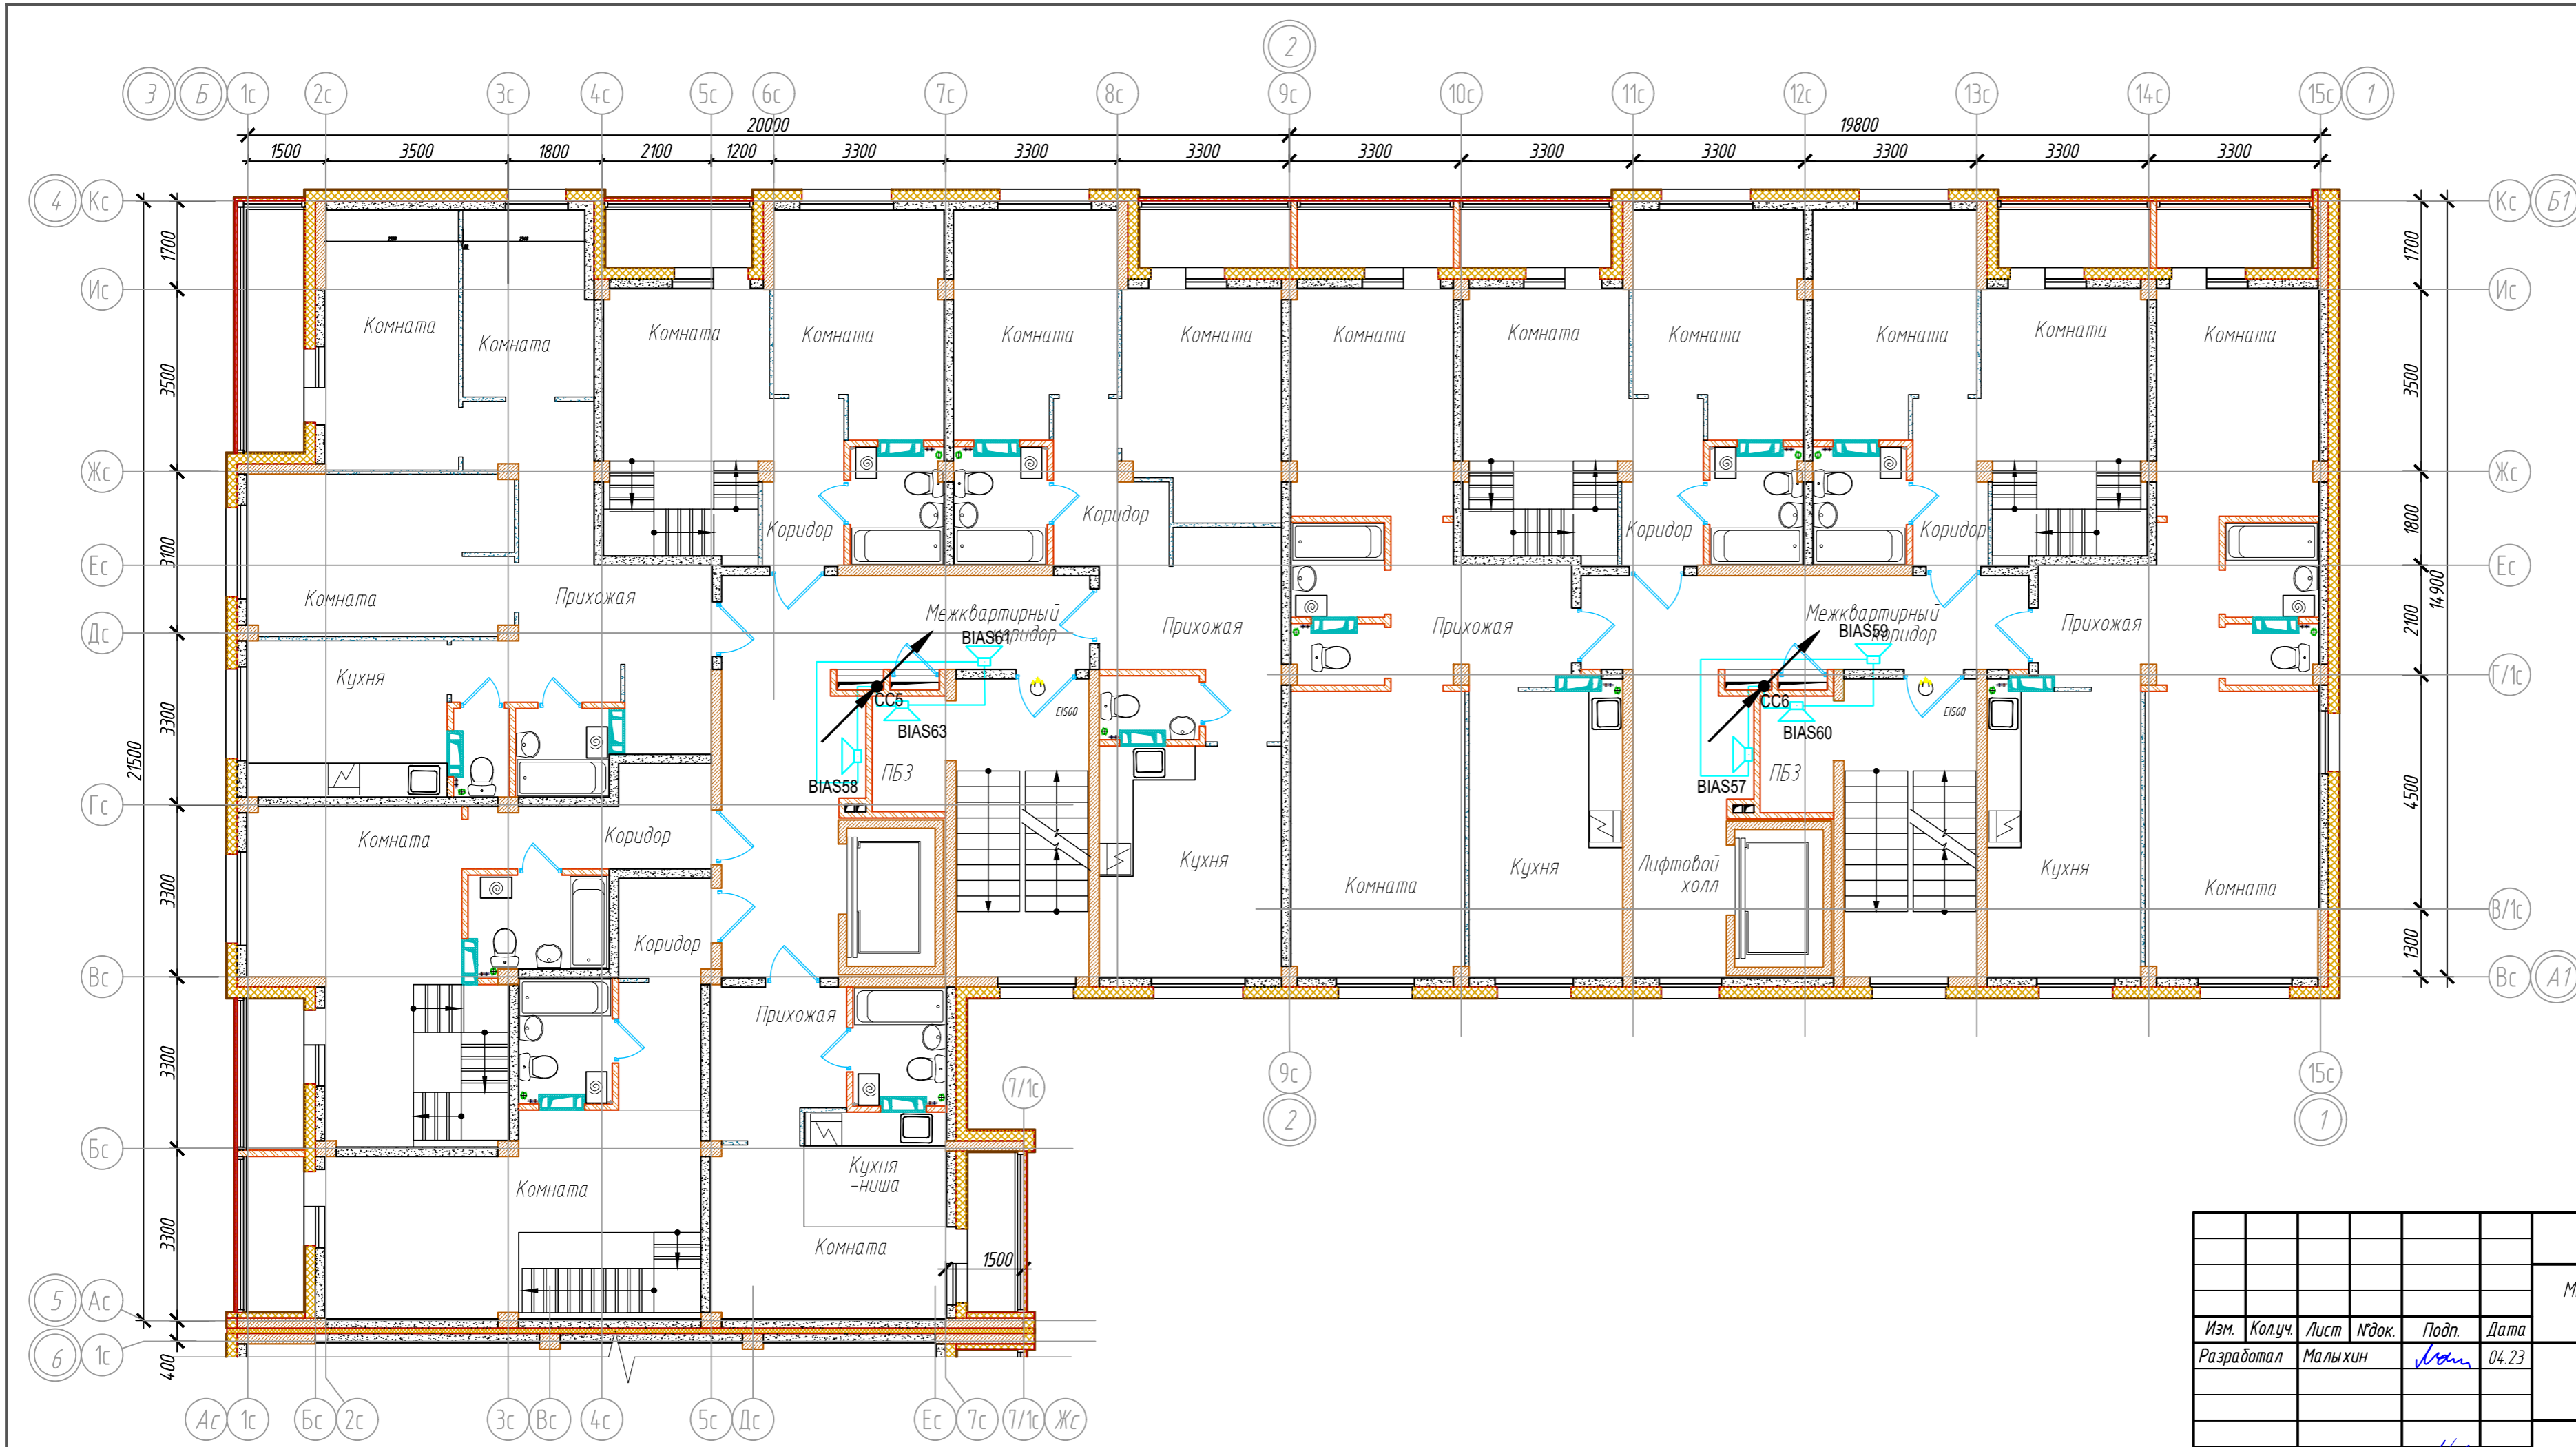 2
3 Б 1с 2с 3с 4с 5с 6с 7с 8с 9с 10с 11с 12с 13с 14с 15с 1
20000 19800
1500 3500 1800 2100 1200 3300 3300 3300 3300 3300 3300 3300 3300 3300
4 Кс Кс Б1
1700 1700
Ис Ис
Комната Комната Комната Комната Комната Комната Комната Комната Комната Комната Комната Комната
3500 3500
Жс Жс
Коридор Коридор Коридор Коридор
3100 1800
Ес Ес
14900
Комната Прихожая Межквартирный коридор Прихожая Прихожая Межквартирный коридор Прихожая
BIAS61 BIAS59
Дс 2100
Кухня Г/1с
CC5 CC6
EIS60 EIS60
BIAS63 BIAS60
3300
21500
ПБЗ ПБЗ
BIAS58 BIAS57
4500
Гс
Комната Коридор
Кухня Комната Кухня Лифтовой холл Кухня Комната
3300
В/1с
Коридор
1300
Вс Вс А1
Прихожая
3300
7/1с 9с 15с
2 1
Бс
Кухня
-ниша
Комната
3300
Комната
1500
5 Ас
6 1с
400
Ас 1с Бс 2с 3с Вс 4с 5с Дс Ес 7с 7/1с Жс
М
Изм. Кол.уч. Лист №док. Подп. Дата
Разработал Малыхин 04.23